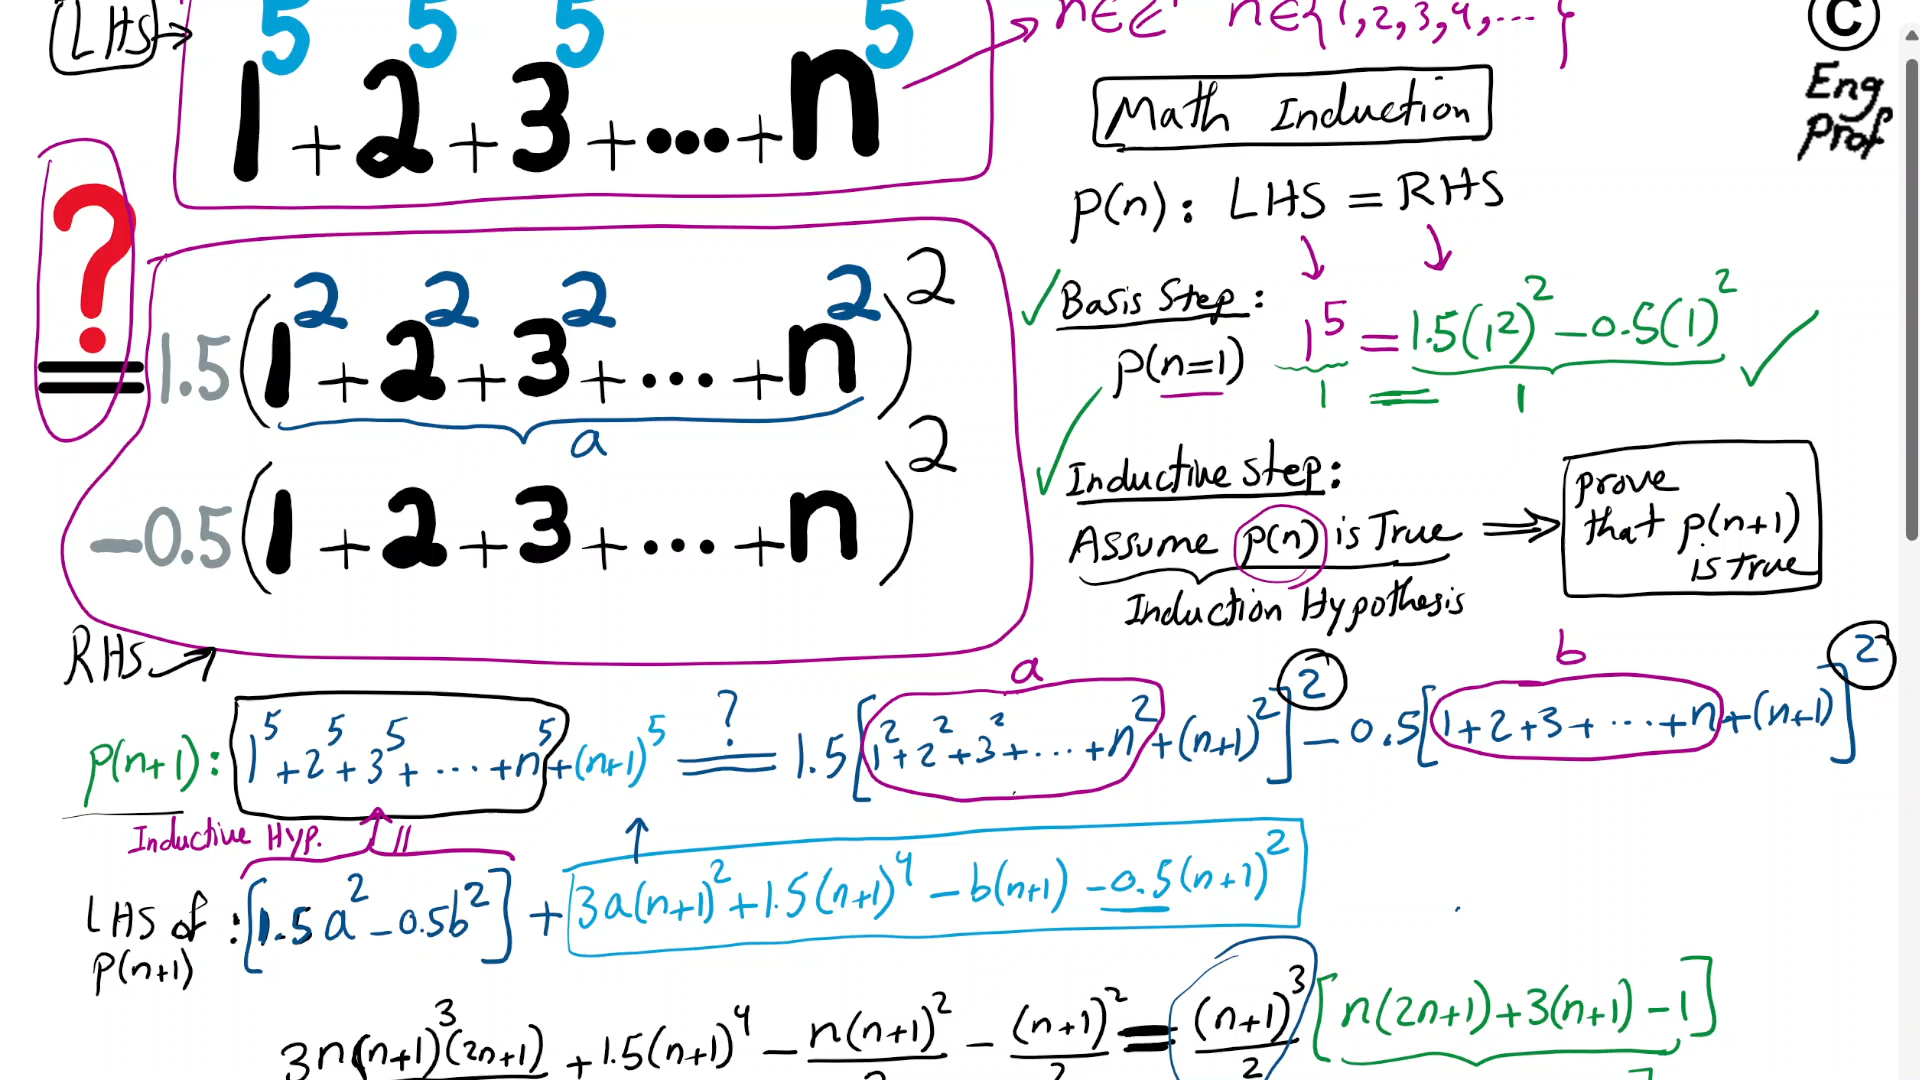 LHS → 1⁵ + 2⁵ + 3⁵ + ... + n⁵ → n∈ n∈{1,2,3,4,...}
©
Eng
Prof
Math Induction
P(n): LHS = RHS
? = 1.5(1² + 2² + 3² + ... + n²)²
a
-0.5(1 + 2 + 3 + ... + n)²
RHS
✓ Basis Step:
P(n=1)
1⁵ = 1.5(1²)² - 0.5(1)² ✓
1 = 1
✓ Inductive Step:
Assume P(n) is True ⟹ prove that P(n+1) is true
Induction Hypothesis
a b
P(n+1): 1⁵+2⁵+3⁵+...+n⁵+(n+1)⁵ =? 1.5[1²+2²+3²+...+n²+(n+1)²]² - 0.5[1+2+3+...+n+(n+1)]²
Inductive Hyp. =
LHS of P(n+1): [1.5a² - 0.5b²] + 3a(n+1)² + 1.5(n+1)⁴ - b(n+1) - 0.5(n+1)²
3n(n+1)³(2n+1) + 1.5(n+1)⁴ - n(n+1)²/2 - (n+1)²/2 = (n+1)³/2 [n(2n+1)+3(n+1)-1]